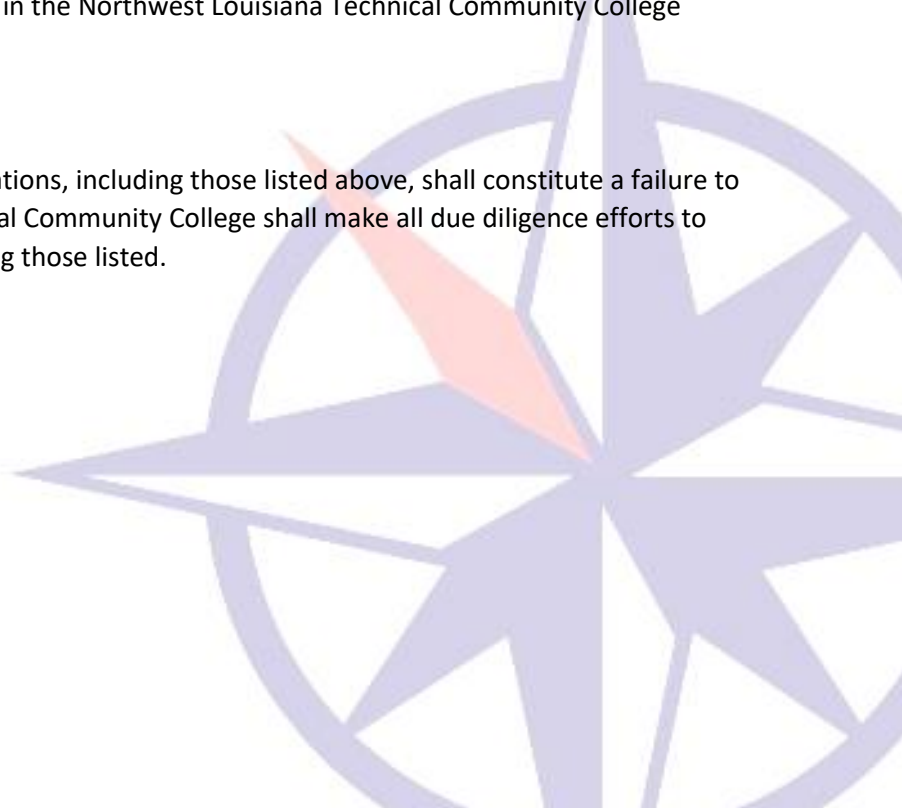 in the Northwest Louisiana Technical Community College
tions, including those listed above, shall constitute a failure to
al Community College shall make all due diligence efforts to
g those listed.